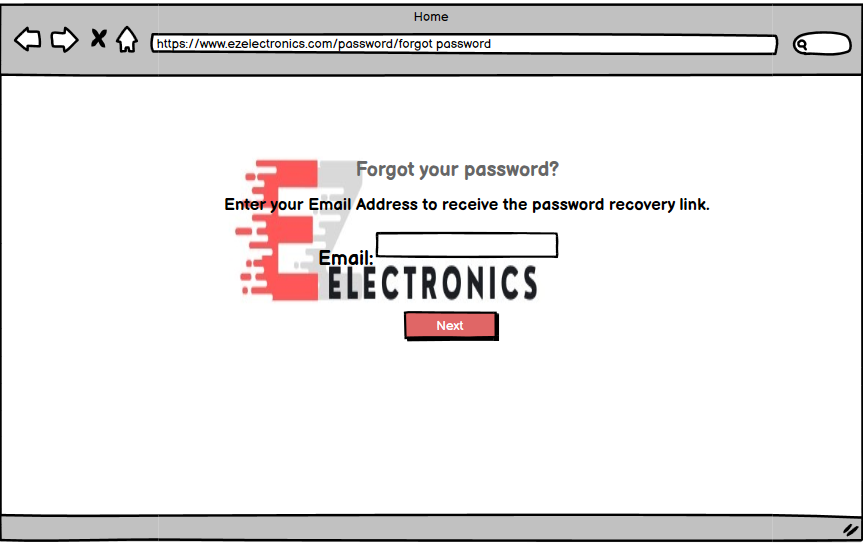 Home
https://www.ezelectronics.com/password/forgot password
Forgot your password?
Enter your Email Address to receive the password recovery link.
Email:
EZ
ELECTRONICS
Next